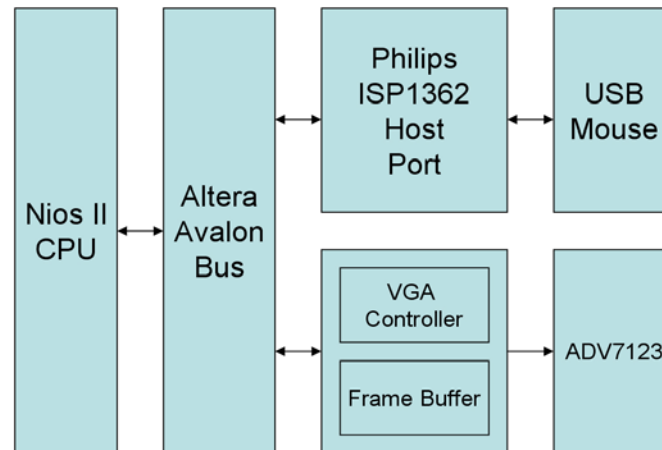 Nios II
CPU
Altera
Avalon
Bus
Philips
ISP1362
Host
Port
USB
Mouse
VGA
Controller
Frame Buffer
ADV7123